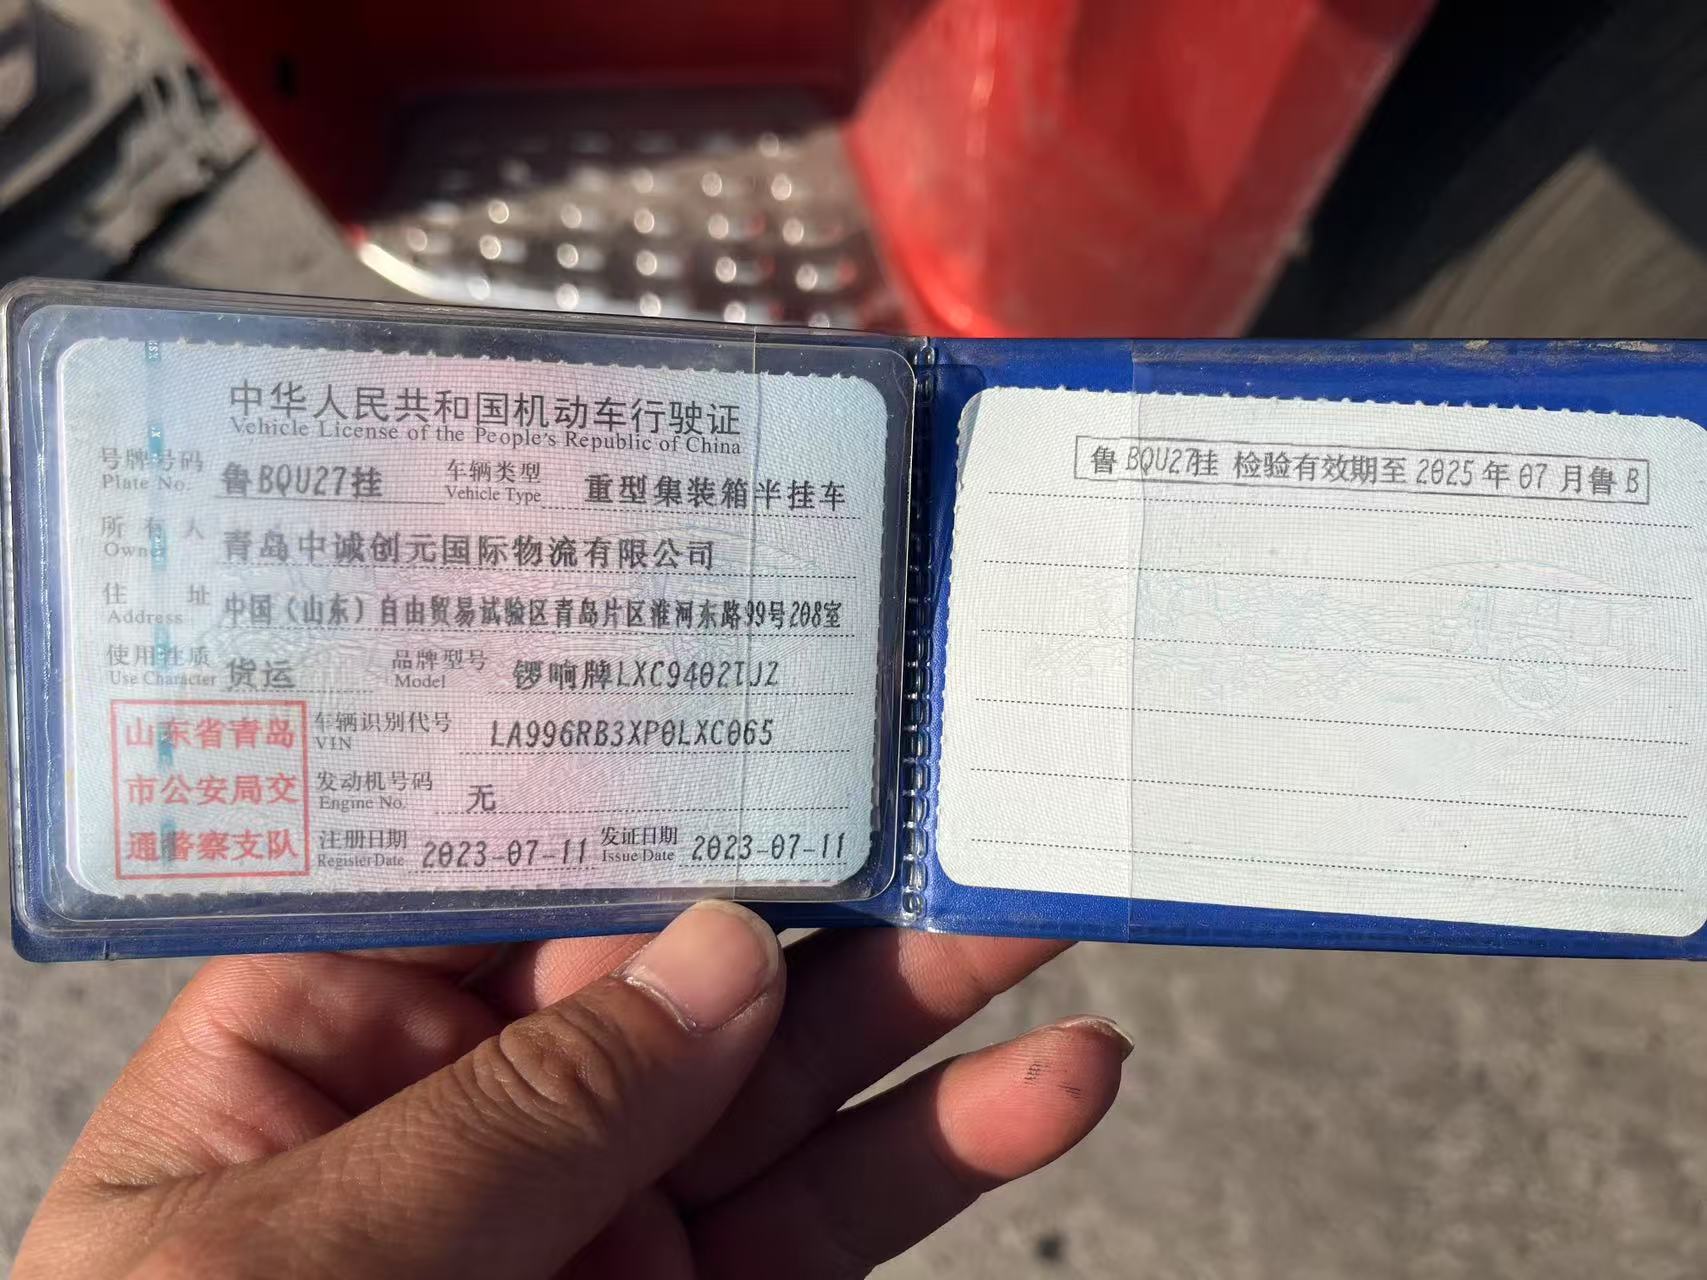 中华人民共和国机动车行驶证
Vehicle License of the People's Republic of China
号牌号码 鲁BQU27挂 车辆类型 重型集装箱半挂车
Plate No. Vehicle Type
所有人 青岛中诚创元国际物流有限公司
Owner
住址 中国（山东）自由贸易试验区青岛片区淮河东路99号208室
Address
使用性质 货运 品牌型号 锣响牌LXC9402TJZ
Use Character Model
山东省青岛
市公安局交
通警察支队
车辆识别代号 LA996RB3XP0LXC065
VIN
发动机号码 无
Engine No.
注册日期 2023-07-11 发证日期 2023-07-11
Register Date Issue Date
鲁BQU27挂 检验有效期至2025年07月鲁B